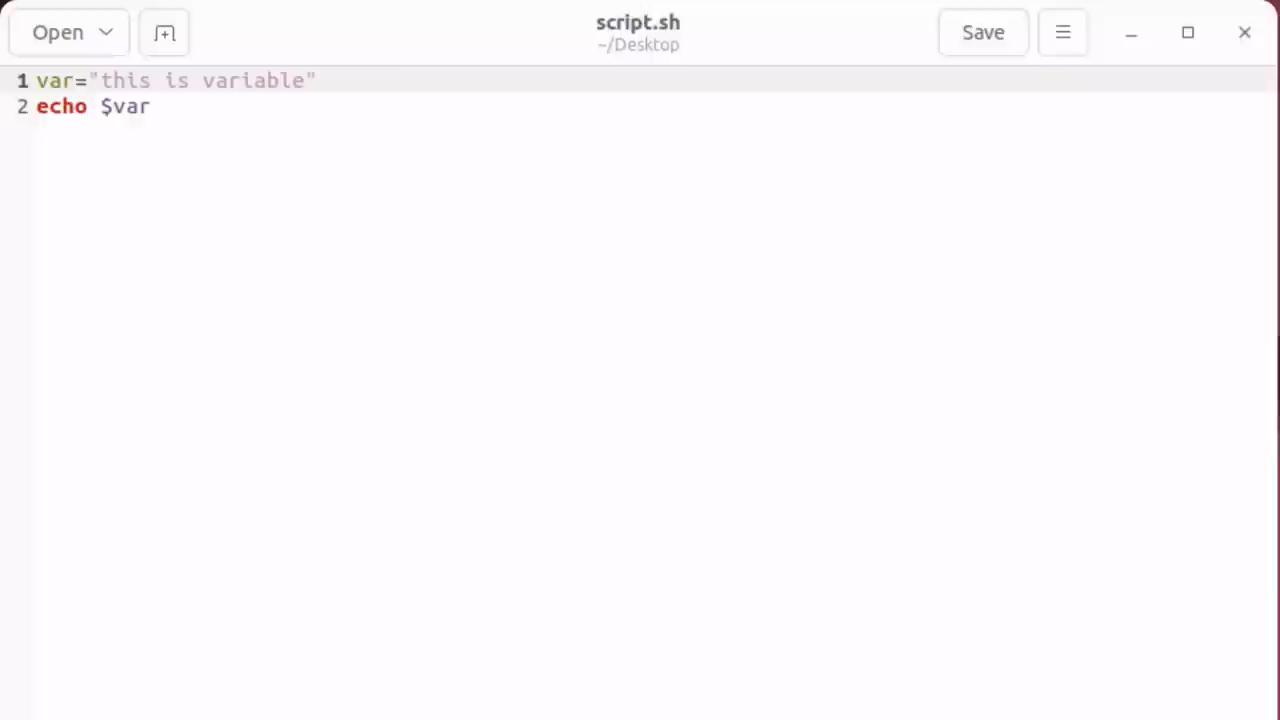 Open
script.sh
~/Desktop
Save
1 var="this is variable"
2 echo $var